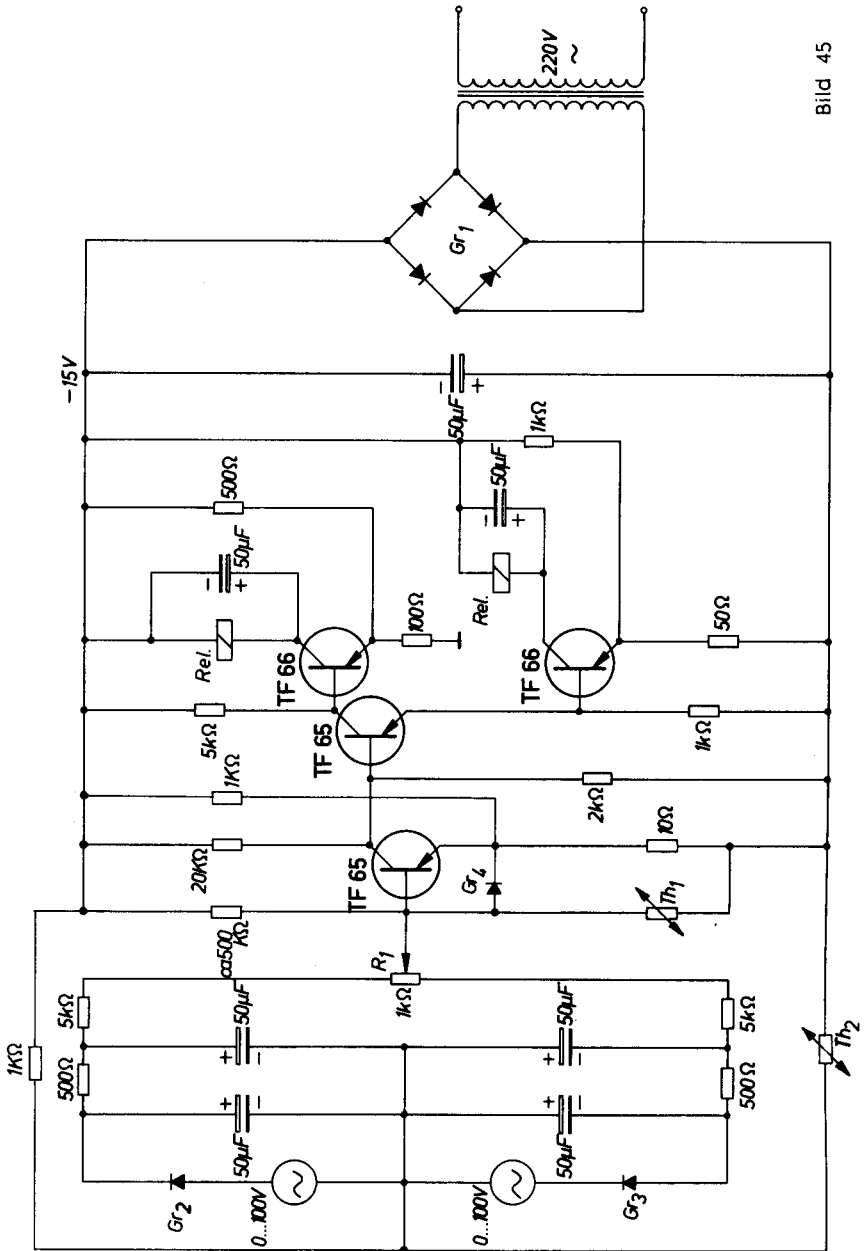 Bild 45
220V
~
Gr₁
−15V
− 50µF +
1kΩ
500Ω
− 50µF +
− 50µF +
Rel.
Rel.
100Ω
50Ω
TF 66
TF 66
5kΩ
TF 65
1kΩ
1KΩ
2kΩ
20KΩ
TF 65
10Ω
Gr₄
Th₁
ca500
KΩ
R₁
1kΩ
5kΩ
50µF
+ −
50µF
+ −
5kΩ
1KΩ
500Ω
50µF
+ −
50µF
+ −
500Ω
Th₂
Gr₂
0...100V
~
0...100V
~
Gr₃